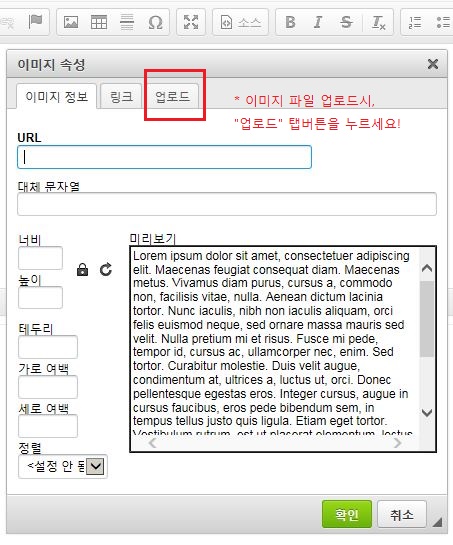 소스
이미지 속성
이미지 정보
링크
업로드
* 이미지 파일 업로드시,
"업로드" 탭버튼을 누르세요!
URL
대체 문자열
너비
높이
테두리
가로 여백
세로 여백
정렬
<설정 안 됨
미리보기
Lorem ipsum dolor sit amet, consectetuer adipiscing
elit. Maecenas feugiat consequat diam. Maecenas
metus. Vivamus diam purus, cursus a, commodo
non, facilisis vitae, nulla. Aenean dictum lacinia
tortor. Nunc iaculis, nibh non iaculis aliquam, orci
felis euismod neque, sed ornare massa mauris sed
velit. Nulla pretium mi et risus. Fusce mi pede,
tempor id, cursus ac, ullamcorper nec, enim. Sed
tortor. Curabitur molestie. Duis velit augue,
condimentum at, ultrices a, luctus ut, orci. Donec
pellentesque egestas eros. Integer cursus, augue in
cursus faucibus, eros pede bibendum sem, in
tempus tellus justo quis ligula. Etiam eget tortor.
Vestibulum rutrum, est ut placerat elementum, lectus
확인
취소